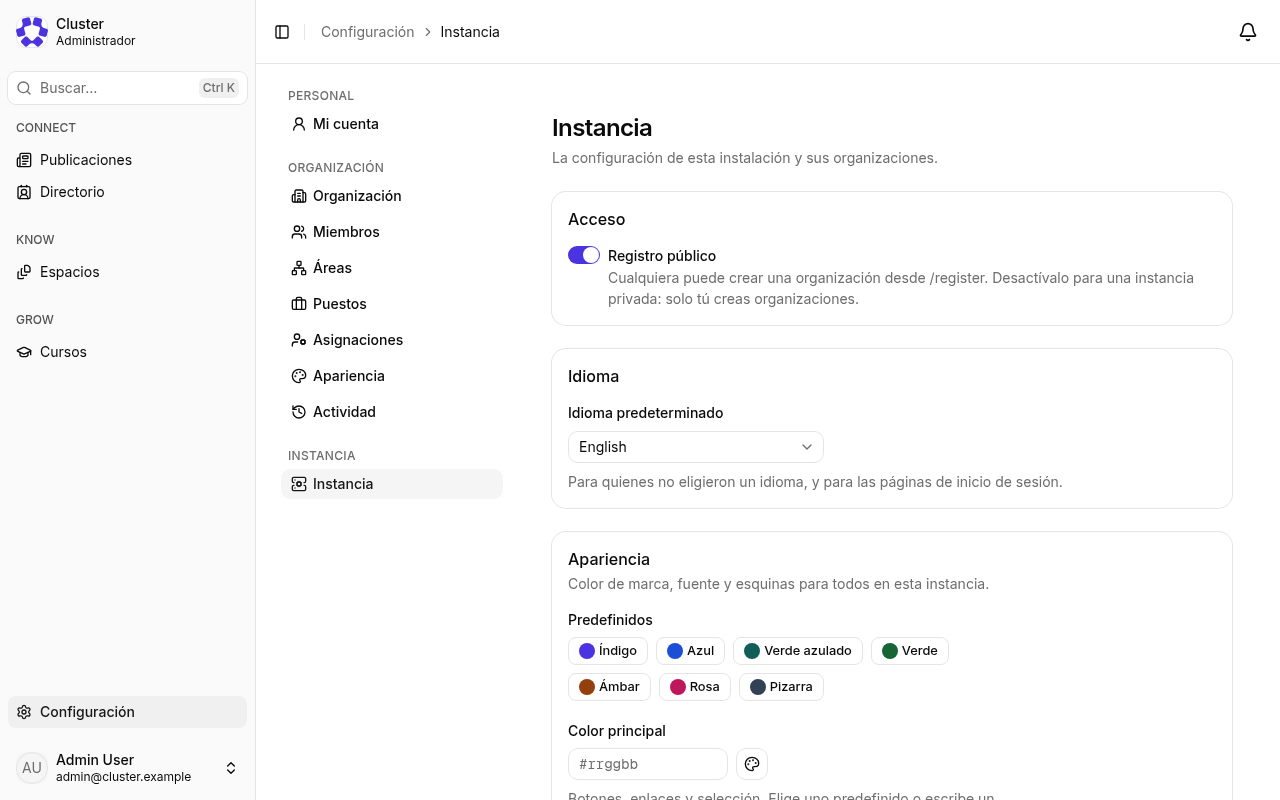 Cluster
Administrador
Buscar...
Ctrl K
CONNECT
Publicaciones
Directorio
KNOW
Espacios
GROW
Cursos
Configuración
AU
Admin User
admin@cluster.example
Configuración
Instancia
PERSONAL
Mi cuenta
ORGANIZACIÓN
Organización
Miembros
Áreas
Puestos
Asignaciones
Apariencia
Actividad
INSTANCIA
Instancia
Instancia
La configuración de esta instalación y sus organizaciones.
Acceso
Registro público
Cualquiera puede crear una organización desde /register. Desactívalo para una instancia
privada: solo tú creas organizaciones.
Idioma
Idioma predeterminado
English
Para quienes no eligieron un idioma, y para las páginas de inicio de sesión.
Apariencia
Color de marca, fuente y esquinas para todos en esta instancia.
Predefinidos
Índigo
Azul
Verde azulado
Verde
Ámbar
Rosa
Pizarra
Color principal
#rrggbb
Botones, enlaces y selección. Elige uno predefinido o escribe un